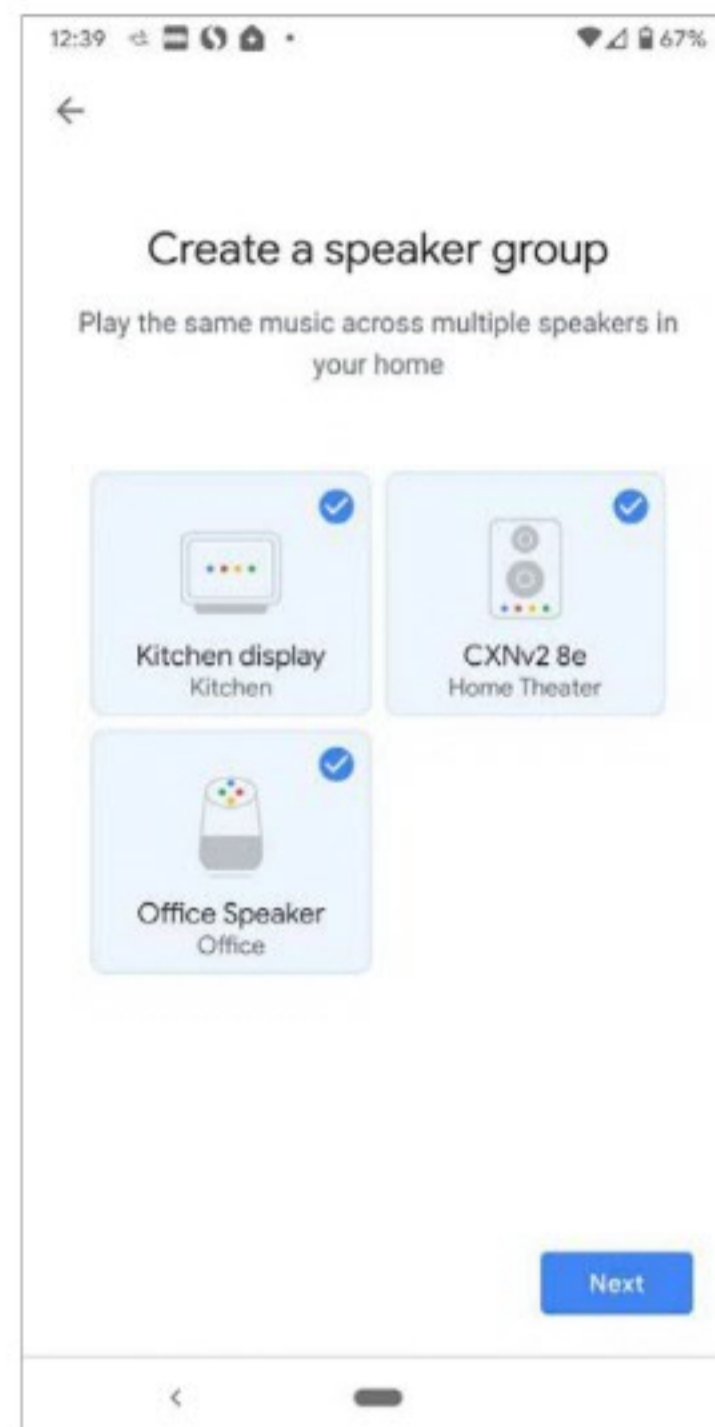 12:39 67%
Create a speaker group
Play the same music across multiple speakers in
your home
Kitchen display
Kitchen
CXNv2 8e
Home Theater
Office Speaker
Office
Next